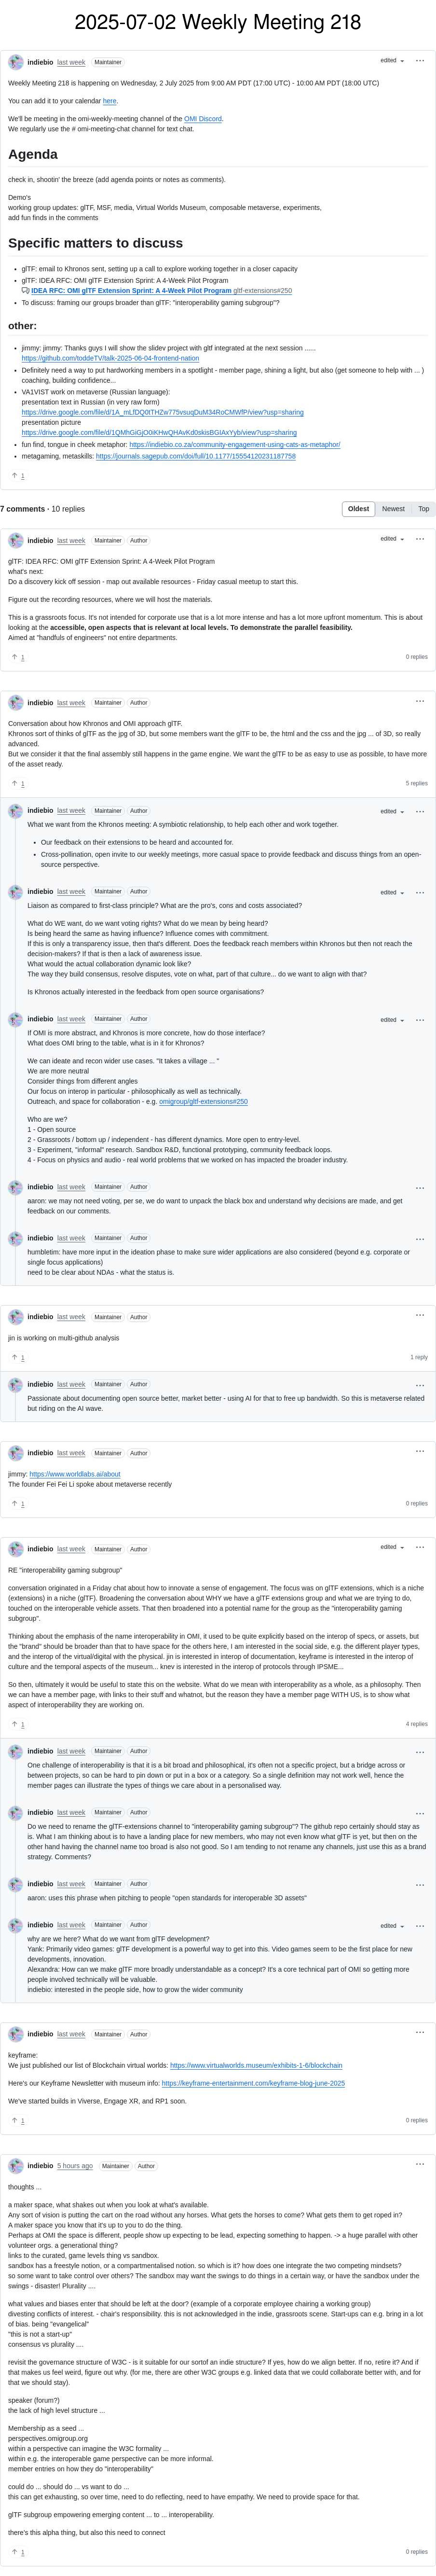 2025-07-02 Weekly Meeting 218
indiebio last week Maintainer edited
Weekly Meeting 218 is happening on Wednesday, 2 July 2025 from 9:00 AM PDT (17:00 UTC) - 10:00 AM PDT (18:00 UTC)
You can add it to your calendar here.
We'll be meeting in the omi-weekly-meeting channel of the OMI Discord.
We regularly use the # omi-meeting-chat channel for text chat.
Agenda
check in, shootin' the breeze (add agenda points or notes as comments).
Demo's
working group updates: glTF, MSF, media, Virtual Worlds Museum, composable metaverse, experiments,
add fun finds in the comments
Specific matters to discuss
• glTF: email to Khronos sent, setting up a call to explore working together in a closer capacity
• glTF: IDEA RFC: OMI glTF Extension Sprint: A 4-Week Pilot Program
IDEA RFC: OMI glTF Extension Sprint: A 4-Week Pilot Program gltf-extensions#250
• To discuss: framing our groups broader than glTF: "interoperability gaming subgroup"?
other:
• jimmy: jimmy: Thanks guys I will show the slidev project with gltf integrated at the next session ......
https://github.com/toddeTV/talk-2025-06-04-frontend-nation
• Definitely need a way to put hardworking members in a spotlight - member page, shining a light, but also (get someone to help with ... )
coaching, building confidence...
• VA1VIST work on metaverse (Russian language):
presentation text in Russian (in very raw form)
https://drive.google.com/file/d/1A_mLfDQ0tTHZw775vsuqDuM34RoCMWfP/view?usp=sharing
presentation picture
https://drive.google.com/file/d/1QMhGiGjO0iKHwQHAvKd0skisBGIAxYyb/view?usp=sharing
• fun find, tongue in cheek metaphor: https://indiebio.co.za/community-engagement-using-cats-as-metaphor/
• metagaming, metaskills: https://journals.sagepub.com/doi/full/10.1177/15554120231187758
1
7 comments · 10 replies Oldest Newest Top
indiebio last week Maintainer Author edited
glTF: IDEA RFC: OMI glTF Extension Sprint: A 4-Week Pilot Program
what's next:
Do a discovery kick off session - map out available resources - Friday casual meetup to start this.
Figure out the recording resources, where we will host the materials.
This is a grassroots focus. It's not intended for corporate use that is a lot more intense and has a lot more upfront momentum. This is about
looking at the accessible, open aspects that is relevant at local levels. To demonstrate the parallel feasibility.
Aimed at "handfuls of engineers" not entire departments.
1 0 replies
indiebio last week Maintainer Author
Conversation about how Khronos and OMI approach glTF.
Khronos sort of thinks of glTF as the jpg of 3D, but some members want the glTF to be, the html and the css and the jpg ... of 3D, so really
advanced.
But we consider it that the final assembly still happens in the game engine. We want the glTF to be as easy to use as possible, to have more
of the asset ready.
1 5 replies
indiebio last week Maintainer Author edited
What we want from the Khronos meeting: A symbiotic relationship, to help each other and work together.
• Our feedback on their extensions to be heard and accounted for.
• Cross-pollination, open invite to our weekly meetings, more casual space to provide feedback and discuss things from an open-
source perspective.
indiebio last week Maintainer Author edited
Liaison as compared to first-class principle? What are the pro's, cons and costs associated?
What do WE want, do we want voting rights? What do we mean by being heard?
Is being heard the same as having influence? Influence comes with commitment.
If this is only a transparency issue, then that's different. Does the feedback reach members within Khronos but then not reach the
decision-makers? If that is then a lack of awareness issue.
What would the actual collaboration dynamic look like?
The way they build consensus, resolve disputes, vote on what, part of that culture... do we want to align with that?
Is Khronos actually interested in the feedback from open source organisations?
indiebio last week Maintainer Author edited
If OMI is more abstract, and Khronos is more concrete, how do those interface?
What does OMI bring to the table, what is in it for Khronos?
We can ideate and recon wider use cases. "It takes a village ... "
We are more neutral
Consider things from different angles
Our focus on interop in particular - philosophically as well as technically.
Outreach, and space for collaboration - e.g. omigroup/gltf-extensions#250
Who are we?
1 - Open source
2 - Grassroots / bottom up / independent - has different dynamics. More open to entry-level.
3 - Experiment, "informal" research. Sandbox R&D, functional prototyping, community feedback loops.
4 - Focus on physics and audio - real world problems that we worked on has impacted the broader industry.
indiebio last week Maintainer Author
aaron: we may not need voting, per se, we do want to unpack the black box and understand why decisions are made, and get
feedback on our comments.
indiebio last week Maintainer Author
humbletim: have more input in the ideation phase to make sure wider applications are also considered (beyond e.g. corporate or
single focus applications)
need to be clear about NDAs - what the status is.
indiebio last week Maintainer Author
jin is working on multi-github analysis
1 1 reply
indiebio last week Maintainer Author
Passionate about documenting open source better, market better - using AI for that to free up bandwidth. So this is metaverse related
but riding on the AI wave.
indiebio last week Maintainer Author
jimmy: https://www.worldlabs.ai/about
The founder Fei Fei Li spoke about metaverse recently
1 0 replies
indiebio last week Maintainer Author edited
RE "interoperability gaming subgroup"
conversation originated in a Friday chat about how to innovate a sense of engagement. The focus was on glTF extensions, which is a niche
(extensions) in a niche (glTF). Broadening the conversation about WHY we have a glTF extensions group and what we are trying to do,
touched on the interoperable vehicle assets. That then broadened into a potential name for the group as the "interoperability gaming
subgroup".
Thinking about the emphasis of the name interoperability in OMI, it used to be quite explicitly based on the interop of specs, or assets, but
the "brand" should be broader than that to have space for the others here, I am interested in the social side, e.g. the different player types,
and the interop of the virtual/digital with the physical. jin is interested in interop of documentation, keyframe is interested in the interop of
culture and the temporal aspects of the museum... knev is interested in the interop of protocols through IPSME...
So then, ultimately it would be useful to state this on the website. What do we mean with interoperability as a whole, as a philosophy. Then
we can have a member page, with links to their stuff and whatnot, but the reason they have a member page WITH US, is to show what
aspect of interoperability they are working on.
1 4 replies
indiebio last week Maintainer Author
One challenge of interoperability is that it is a bit broad and philosophical, it's often not a specific project, but a bridge across or
between projects, so can be hard to pin down or put in a box or a category. So a single definition may not work well, hence the
member pages can illustrate the types of things we care about in a personalised way.
indiebio last week Maintainer Author
Do we need to rename the glTF-extensions channel to "interoperability gaming subgroup"? The github repo certainly should stay as
is. What I am thinking about is to have a landing place for new members, who may not even know what glTF is yet, but then on the
other hand having the channel name too broad is also not good. So I am tending to not rename any channels, just use this as a brand
strategy. Comments?
indiebio last week Maintainer Author
aaron: uses this phrase when pitching to people "open standards for interoperable 3D assets"
indiebio last week Maintainer Author edited
why are we here? What do we want from glTF development?
Yank: Primarily video games: glTF development is a powerful way to get into this. Video games seem to be the first place for new
developments, innovation.
Alexandra: How can we make glTF more broadly understandable as a concept? It's a core technical part of OMI so getting more
people involved technically will be valuable.
indiebio: interested in the people side, how to grow the wider community
indiebio last week Maintainer Author
keyframe:
We just published our list of Blockchain virtual worlds: https://www.virtualworlds.museum/exhibits-1-6/blockchain
Here's our Keyframe Newsletter with museum info: https://keyframe-entertainment.com/keyframe-blog-june-2025
We've started builds in Viverse, Engage XR, and RP1 soon.
1 0 replies
indiebio 5 hours ago Maintainer Author
thoughts ...
a maker space, what shakes out when you look at what's available.
Any sort of vision is putting the cart on the road without any horses. What gets the horses to come? What gets them to get roped in?
A maker space you know that it's up to you to do the thing.
Perhaps at OMI the space is different, people show up expecting to be lead, expecting something to happen. -> a huge parallel with other
volunteer orgs. a generational thing?
links to the curated, game levels thing vs sandbox.
sandbox has a freestyle notion, or a compartmentalised notion. so which is it? how does one integrate the two competing mindsets?
so some want to take control over others? The sandbox may want the swings to do things in a certain way, or have the sandbox under the
swings - disaster! Plurality ....
what values and biases enter that should be left at the door? (example of a corporate employee chairing a working group)
divesting conflicts of interest. - chair's responsibility. this is not acknowledged in the indie, grassroots scene. Start-ups can e.g. bring in a lot
of bias. being "evangelical"
"this is not a start-up"
consensus vs plurality ....
revisit the governance structure of W3C - is it suitable for our sortof an indie structure? If yes, how do we align better. If no, retire it? And if
that makes us feel weird, figure out why. (for me, there are other W3C groups e.g. linked data that we could collaborate better with, and for
that we should stay).
speaker (forum?)
the lack of high level structure ...
Membership as a seed ...
perspectives.omigroup.org
within a perspective can imagine the W3C formality ...
within e.g. the interoperable game perspective can be more informal.
member entries on how they do "interoperability"
could do ... should do ... vs want to do ...
this can get exhausting, so over time, need to do reflecting, need to have empathy. We need to provide space for that.
glTF subgroup empowering emerging content ... to ... interoperability.
there's this alpha thing, but also this need to connect
1 0 replies